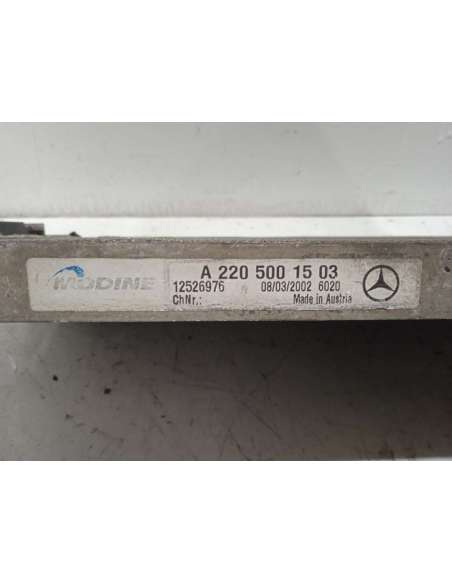 MODINE
A 220 500 15 03
12526976 08/03/2002 6020
ChNr.: Made in Austria